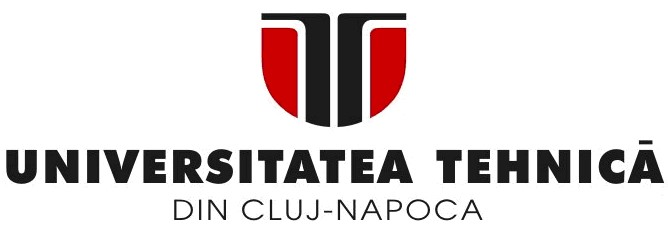 UNIVERSITATEA TEHNICĂ
DIN CLUJ-NAPOCA